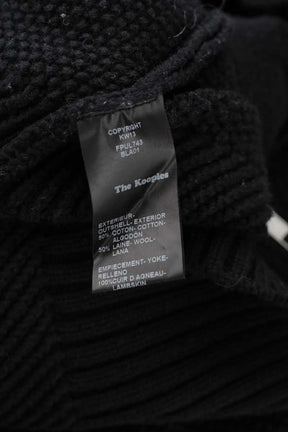 COPYRIGHT
KW13
FPUL743
BLA01
The Kooples
EXTERIEUR-
OUTSHELL-EXTERIOR
50% COTON-COTTON-
ALGODON
50% LAINE-WOOL-
LANA
EMPIECEMENT-YOKE-
RELLENO
100%CUIR D'AGNEAU-
LAMBSKIN